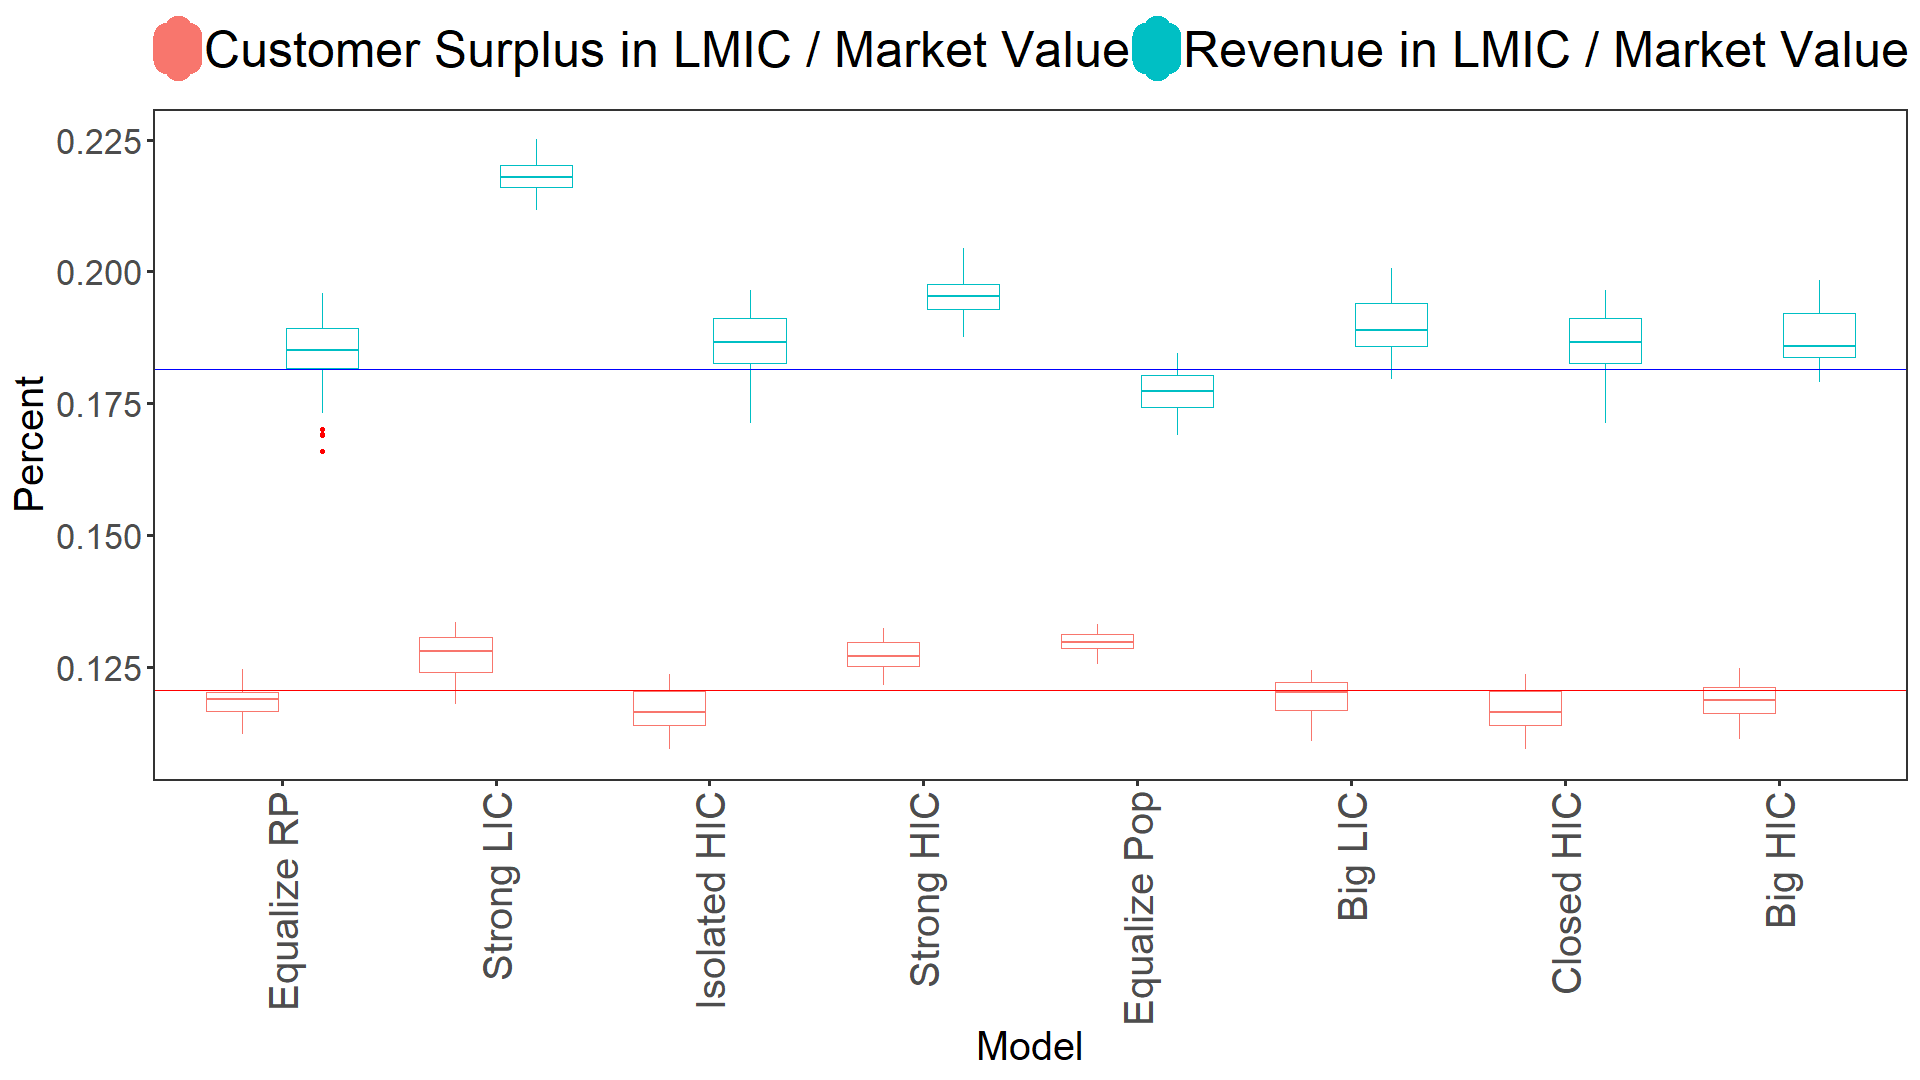 Customer Surplus in LMIC / Market Value Revenue in LMIC / Market Value
0.225
0.200
0.175
0.150
0.125
Percent
Equalize RP
Strong LIC
Isolated HIC
Strong HIC
Equalize Pop
Big LIC
Closed HIC
Big HIC
Model